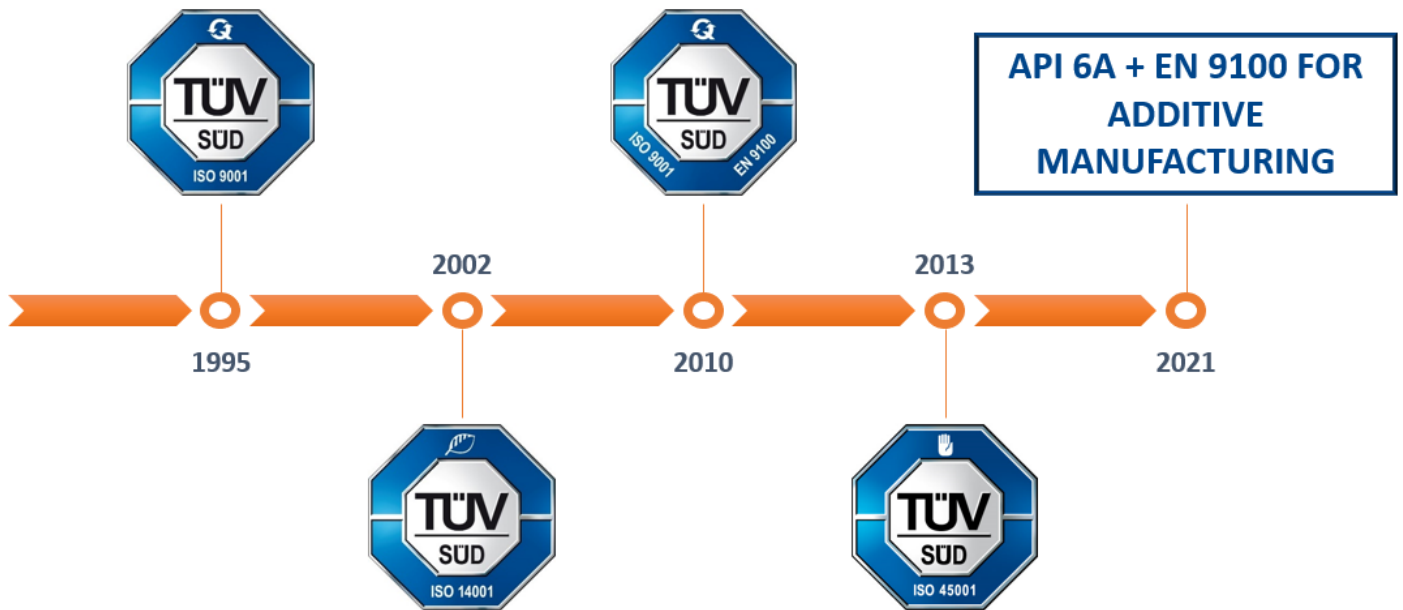 TÜV
SÜD
ISO 9001
1995
2002
TÜV
SÜD
ISO 14001
TÜV
SÜD
ISO 9001
EN 9100
2010
2013
TÜV
SÜD
ISO 45001
API 6A + EN 9100 FOR
ADDITIVE
MANUFACTURING
2021